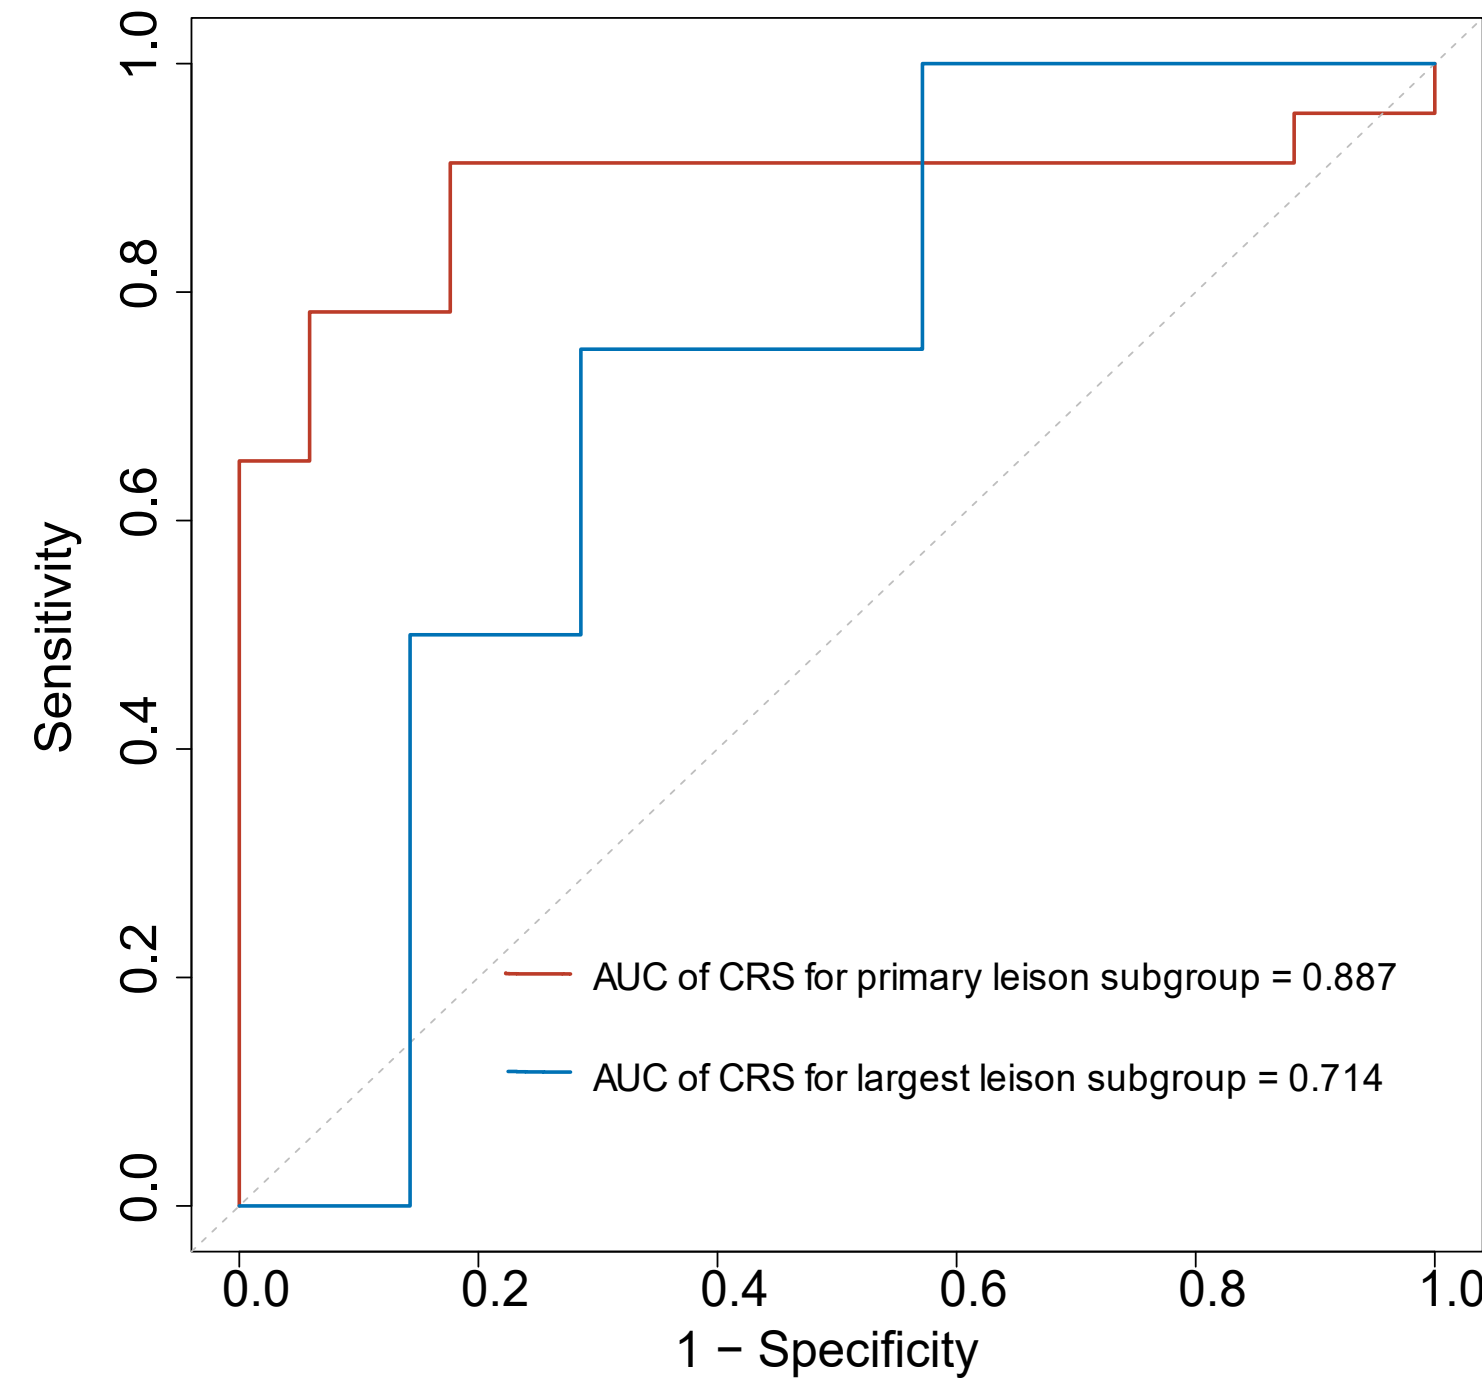 1.0
0.8
0.6
0.4
0.2
0.0
Sensitivity
AUC of CRS for primary leison subgroup = 0.887
AUC of CRS for largest leison subgroup = 0.714
0.0 0.2 0.4 0.6 0.8 1.0
1 − Specificity